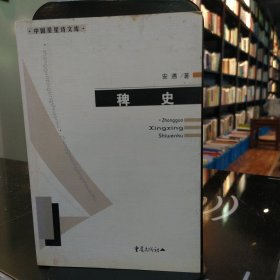 ·中国星星诗文库·
安遇/著
稗 史
·Zhongguo
Xingxing
Shiwenku
重庆出版社